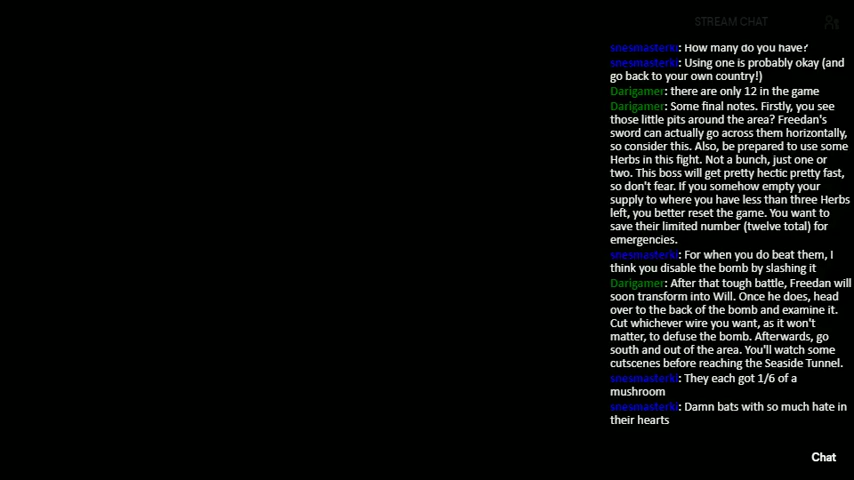 STREAM CHAT
snesmasterki: How many do you have?
snesmasterki: Using one is probably okay (and
go back to your own country!)
Darigamer: there are only 12 in the game
Darigamer: Some final notes. Firstly, you see
those little pits around the area? Freedan's
sword can actually go across them horizontally,
so consider this. Also, be prepared to use some
Herbs in this fight. Not a bunch, just one or
two. This boss will get pretty hectic pretty fast,
so don't fear. If you somehow empty your
supply to where you have less than three Herbs
left, you better reset the game. You want to
save their limited number (twelve total) for
emergencies.
snesmasterki: For when you do beat them, I
think you disable the bomb by slashing it
Darigamer: After that tough battle, Freedan will
soon transform into Will. Once he does, head
over to the back of the bomb and examine it.
Cut whichever wire you want, as it won't
matter, to defuse the bomb. Afterwards, go
south and out of the area. You'll watch some
cutscenes before reaching the Seaside Tunnel.
snesmasterki: They each got 1/6 of a
mushroom
snesmasterki: Damn bats with so much hate in
their hearts
Chat